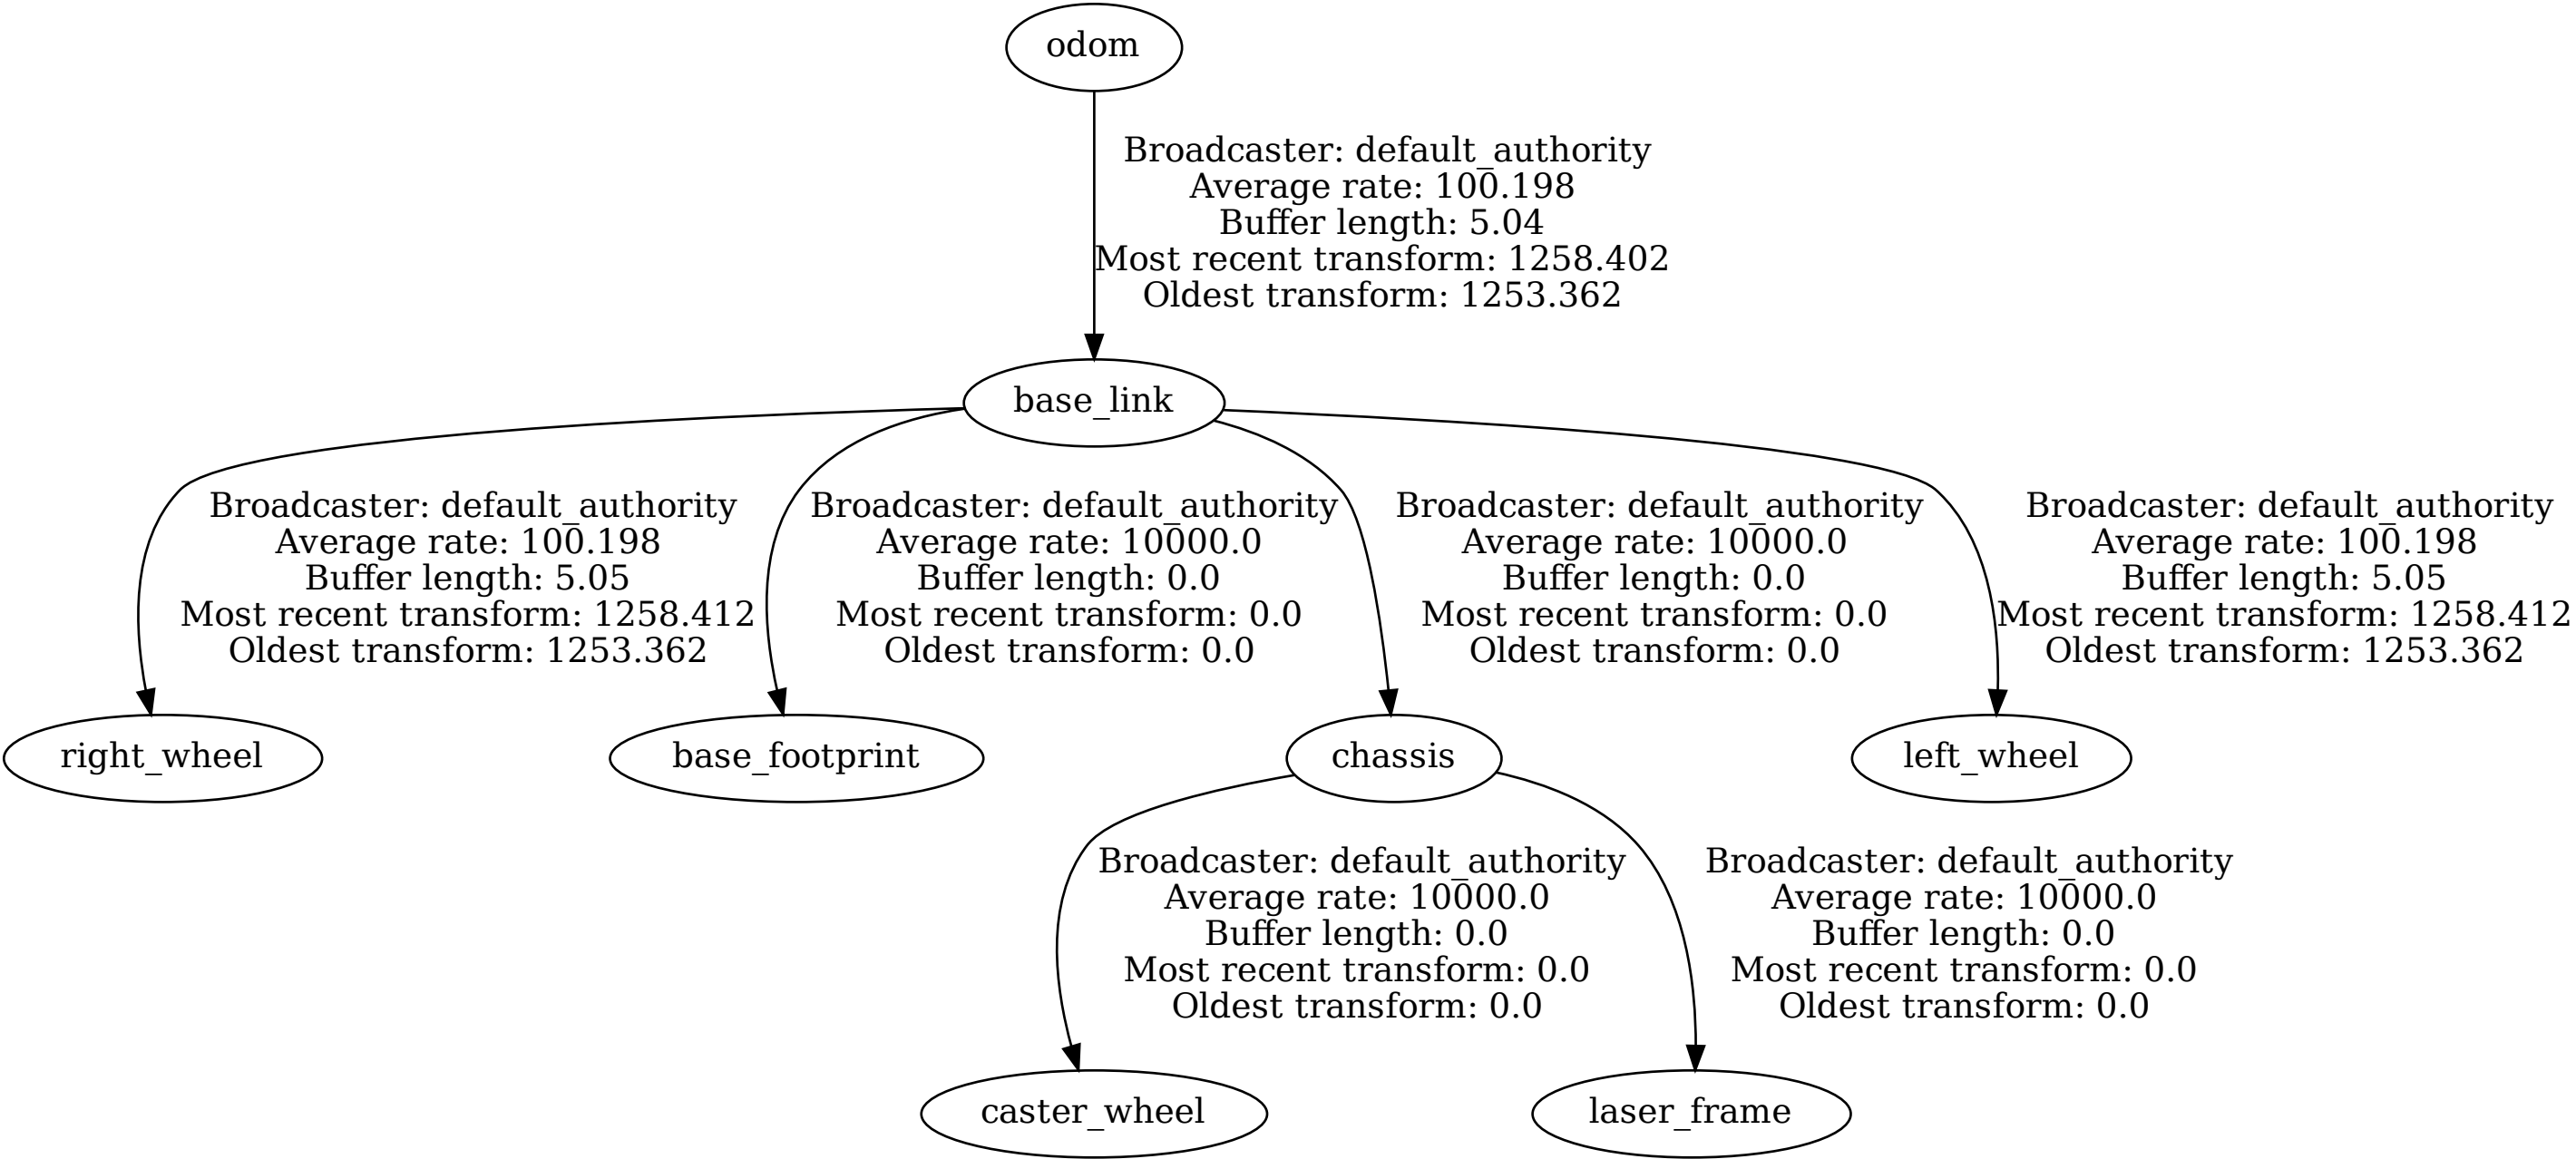 odom
Broadcaster: default_authority
Average rate: 100.198
Buffer length: 5.04
Most recent transform: 1258.402
Oldest transform: 1253.362
base_link
Broadcaster: default_authority
Average rate: 100.198
Buffer length: 5.05
Most recent transform: 1258.412
Oldest transform: 1253.362
Broadcaster: default_authority
Average rate: 10000.0
Buffer length: 0.0
Most recent transform: 0.0
Oldest transform: 0.0
Broadcaster: default_authority
Average rate: 10000.0
Buffer length: 0.0
Most recent transform: 0.0
Oldest transform: 0.0
Broadcaster: default_authority
Average rate: 100.198
Buffer length: 5.05
Most recent transform: 1258.412
Oldest transform: 1253.362
right_wheel
base_footprint
chassis
left_wheel
Broadcaster: default_authority
Average rate: 10000.0
Buffer length: 0.0
Most recent transform: 0.0
Oldest transform: 0.0
Broadcaster: default_authority
Average rate: 10000.0
Buffer length: 0.0
Most recent transform: 0.0
Oldest transform: 0.0
caster_wheel
laser_frame